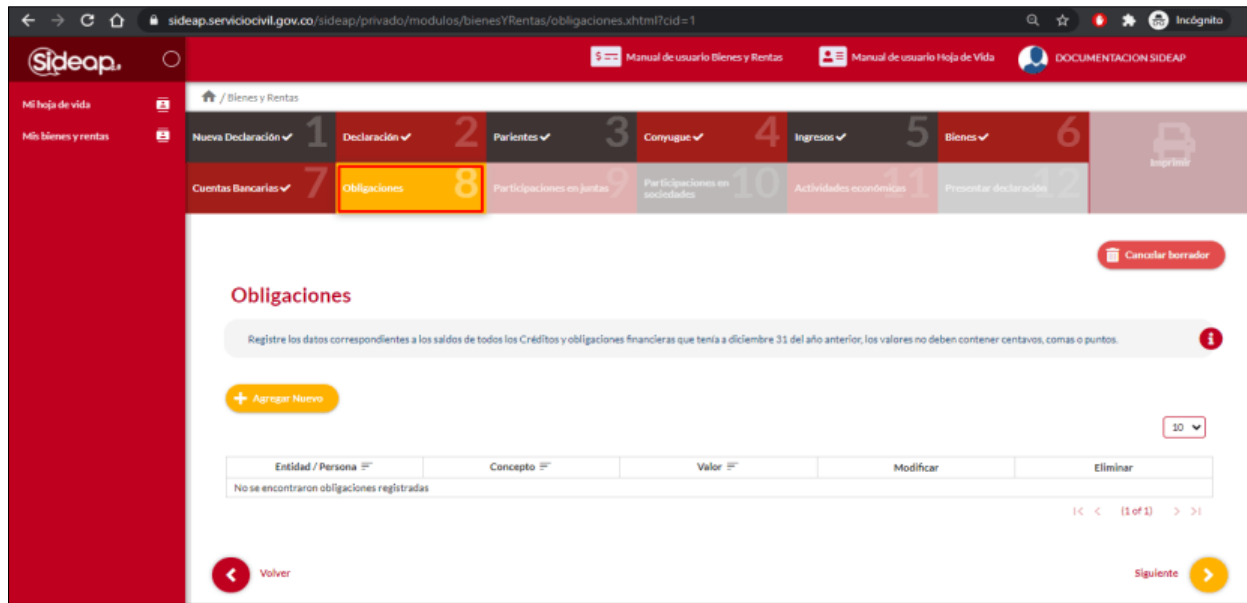 sideap.serviciocivil.gov.co/sideap/privado/modulos/bienesYRentas/obligaciones.xhtml?cid=1
Incógnito
Sideap.
$ Manual de usuario Bienes y Rentas
Manual de usuario Hoja de Vida
DOCUMENTACION SIDEAP
Mi hoja de vida
Mis bienes y rentas
/ Bienes y Rentas
Nueva Declaración ✔ 1
Declaración ✔ 2
Parientes ✔ 3
Conyugue ✔ 4
Ingresos ✔ 5
Bienes ✔ 6
Imprimir
Cuentas Bancarias ✔ 7
Obligaciones 8
Participaciones en juntas 9
Participaciones en sociedades 10
Actividades económicas 11
Presentar declaración 12
Cancelar borrador
Obligaciones
Registre los datos correspondientes a los saldos de todos los Créditos y obligaciones financieras que tenía a diciembre 31 del año anterior, los valores no deben contener centavos, comas o puntos.
i
+ Agregar Nuevo
10
Entidad / Persona Concepto Valor Modificar Eliminar
No se encontraron obligaciones registradas
|< < (1 of 1) > >|
Volver
Siguiente